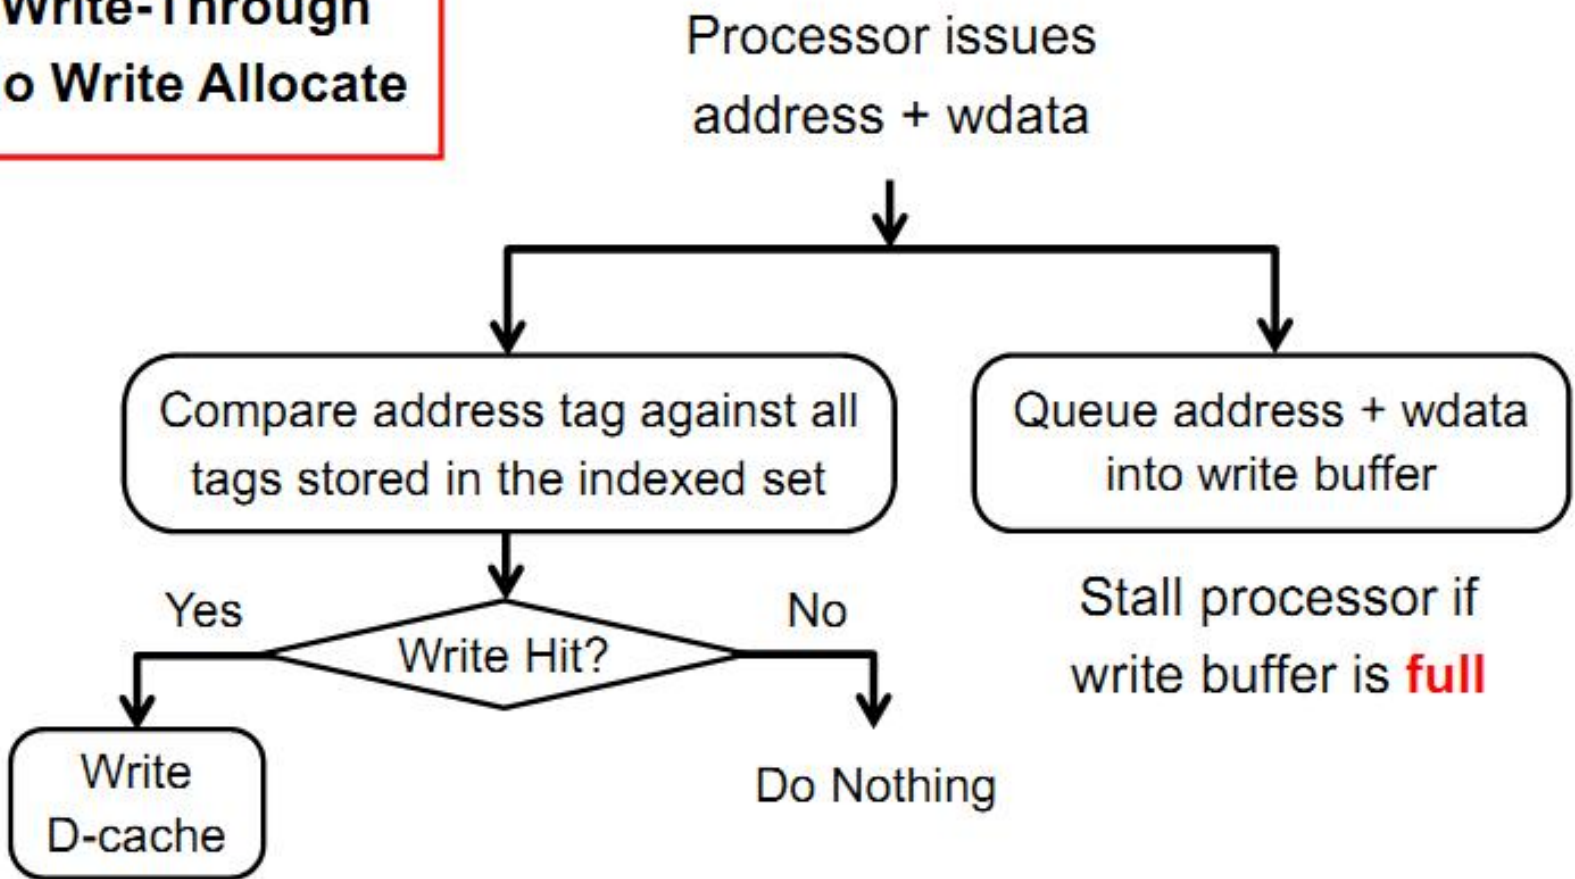 Write-Through
o Write Allocate
Processor issues
address + wdata
Compare address tag against all
tags stored in the indexed set
Queue address + wdata
into write buffer
Yes
Write Hit?
No
Stall processor if
write buffer is full
Write
D-cache
Do Nothing